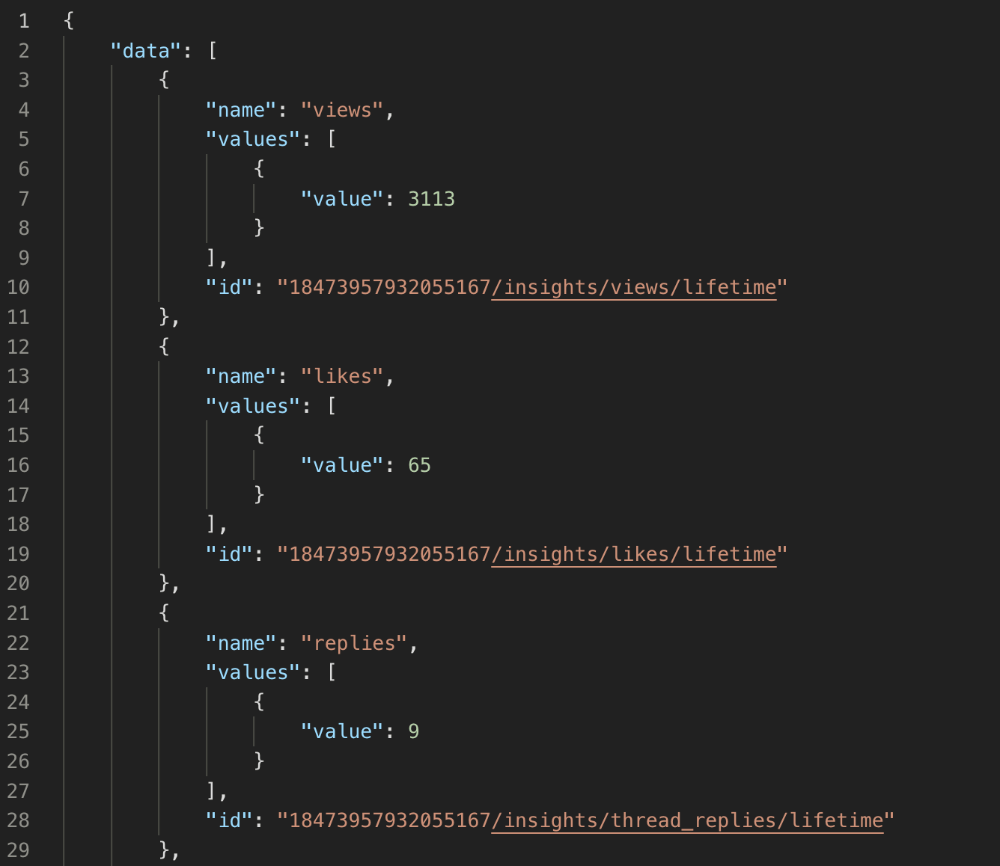 1 {
2     "data": [
3         {
4             "name": "views",
5             "values": [
6                 {
7                     "value": 3113
8                 }
9             ],
10             "id": "18473957932055167/insights/views/lifetime"
11         },
12         {
13             "name": "likes",
14             "values": [
15                 {
16                     "value": 65
17                 }
18             ],
19             "id": "18473957932055167/insights/likes/lifetime"
20         },
21         {
22             "name": "replies",
23             "values": [
24                 {
25                     "value": 9
26                 }
27             ],
28             "id": "18473957932055167/insights/thread_replies/lifetime"
29         },